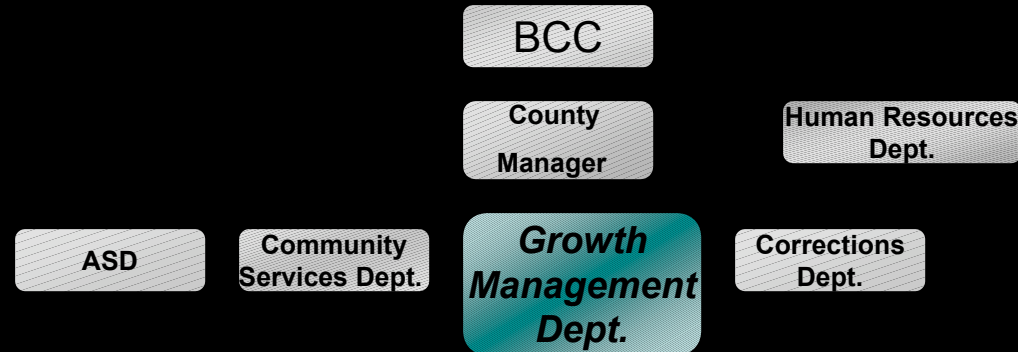 BCC
County
Manager
Human Resources
Dept.
ASD
Community
Services Dept.
Growth
Management
Dept.
Corrections
Dept.